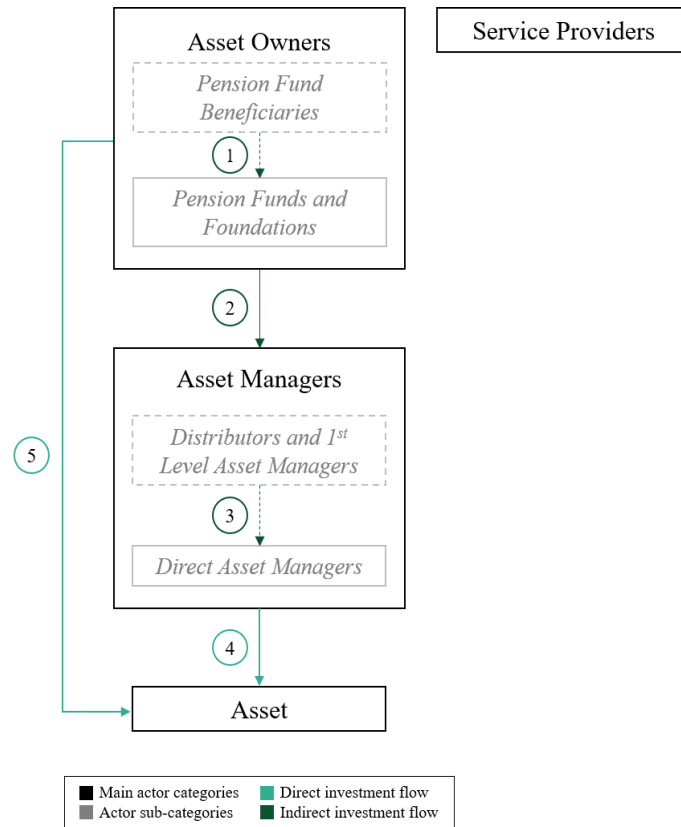 Asset Owners
Service Providers
Pension Fund
Beneficiaries
1
Pension Funds and
Foundations
2
Asset Managers
Distributors and 1st
Level Asset Managers
5
3
Direct Asset Managers
4
Asset
Main actor categories
Direct investment flow
Actor sub-categories
Indirect investment flow